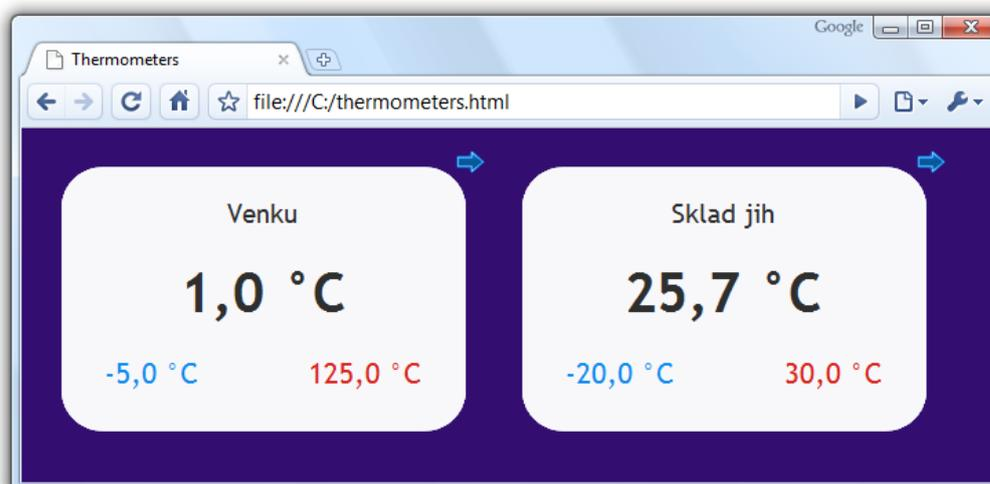 Google
Thermometers
file:///C:/thermometers.html
Venku
1,0 °C
-5,0 °C 125,0 °C
Sklad jih
25,7 °C
-20,0 °C 30,0 °C